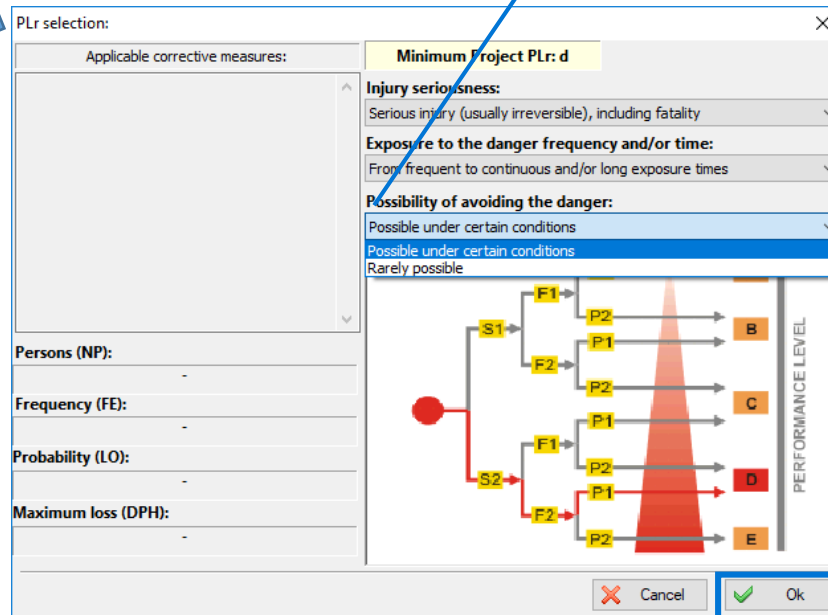 PLr selection:
Applicable corrective measures:
Minimum Project PLr: d
Injury seriousness:
Serious injury (usually irreversible), including fatality
Exposure to the danger frequency and/or time:
From frequent to continuous and/or long exposure times
Possibility of avoiding the danger:
Possible under certain conditions
Possible under certain conditions
Rarely possible
F1
P2
B
S1
P1
F2
P2
C
P1
F1
P2
S2
P1
D
F2
P2
E
PERFORMANCE LEVEL
Persons (NP):
-
Frequency (FE):
-
Probability (LO):
-
Maximum loss (DPH):
-
Cancel
Ok